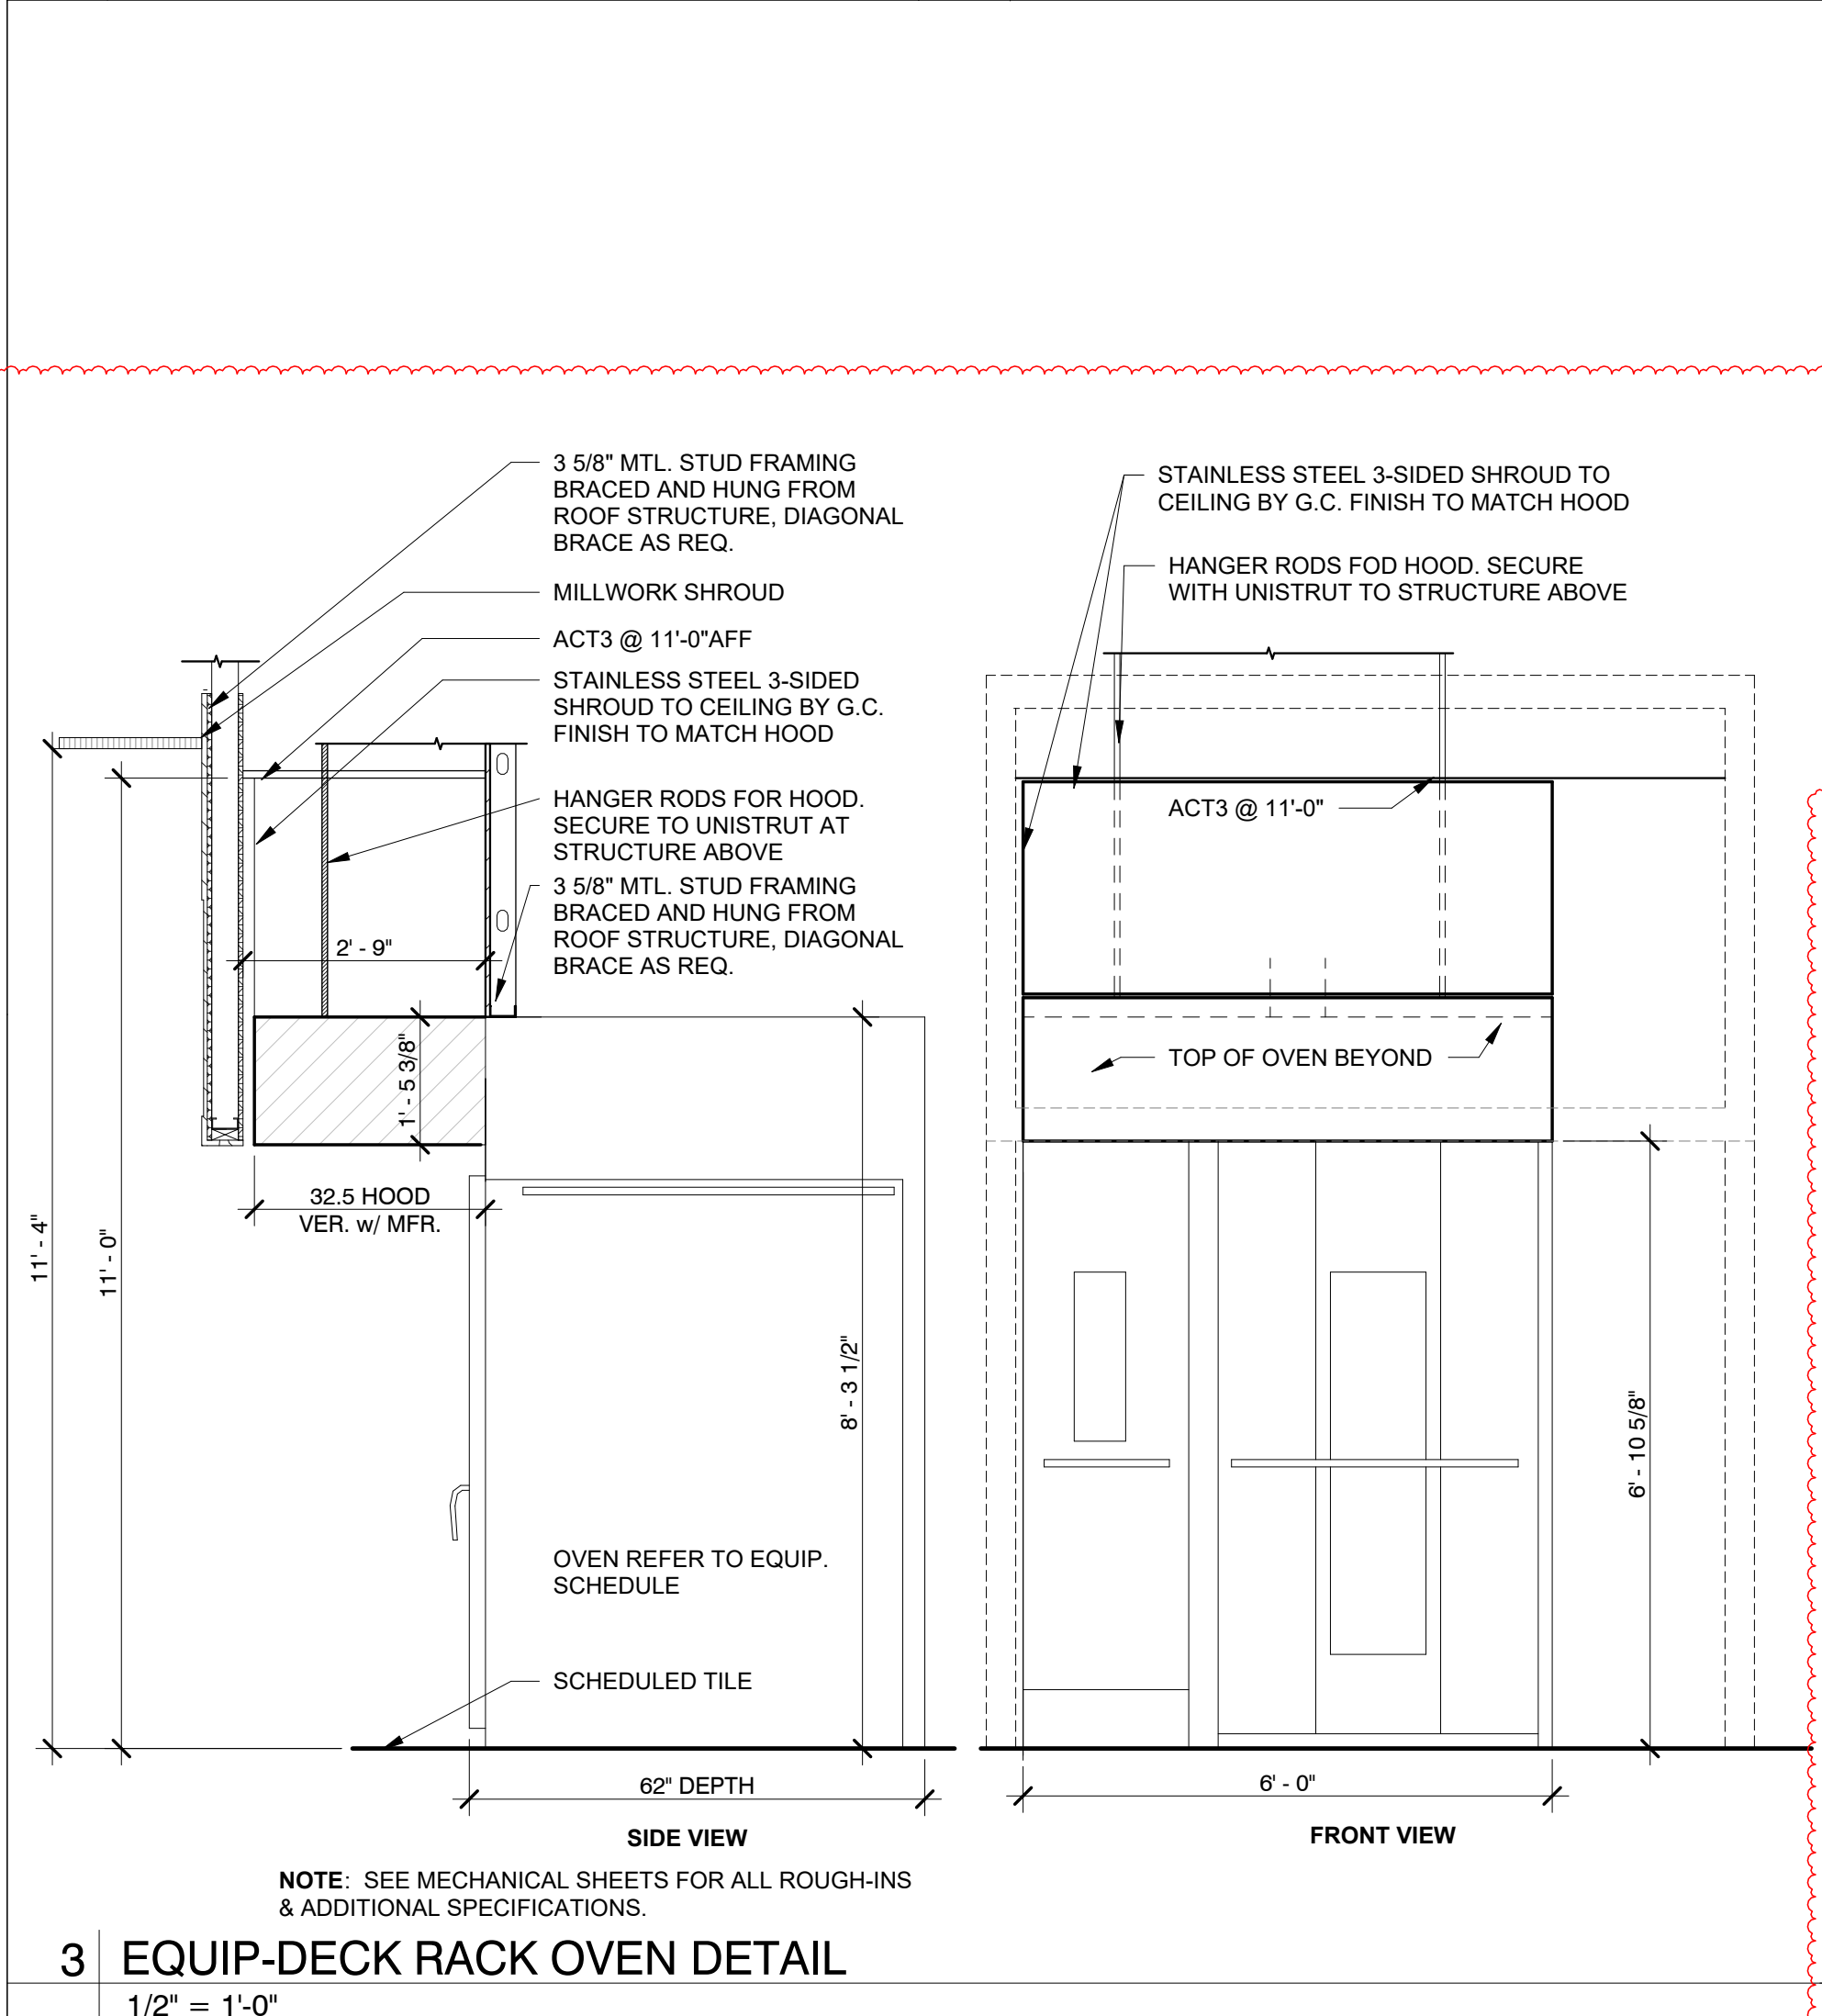 3 5/8" MTL. STUD FRAMING
BRACED AND HUNG FROM
ROOF STRUCTURE, DIAGONAL
BRACE AS REQ.
MILLWORK SHROUD
ACT3 @ 11'-0"AFF
STAINLESS STEEL 3-SIDED
SHROUD TO CEILING BY G.C.
FINISH TO MATCH HOOD
HANGER RODS FOR HOOD.
SECURE TO UNISTRUT AT
STRUCTURE ABOVE
3 5/8" MTL. STUD FRAMING
BRACED AND HUNG FROM
ROOF STRUCTURE, DIAGONAL
BRACE AS REQ.
2' - 9"
1' - 5 3/8"
32.5 HOOD
VER. w/ MFR.
11' - 4"
11' - 0"
8' - 3 1/2"
OVEN REFER TO EQUIP.
SCHEDULE
SCHEDULED TILE
62" DEPTH
SIDE VIEW
STAINLESS STEEL 3-SIDED SHROUD TO
CEILING BY G.C. FINISH TO MATCH HOOD
HANGER RODS FOD HOOD. SECURE
WITH UNISTRUT TO STRUCTURE ABOVE
ACT3 @ 11'-0"
TOP OF OVEN BEYOND
6' - 10 5/8"
6' - 0"
FRONT VIEW
NOTE: SEE MECHANICAL SHEETS FOR ALL ROUGH-INS
& ADDITIONAL SPECIFICATIONS.
3 EQUIP-DECK RACK OVEN DETAIL
1/2" = 1'-0"